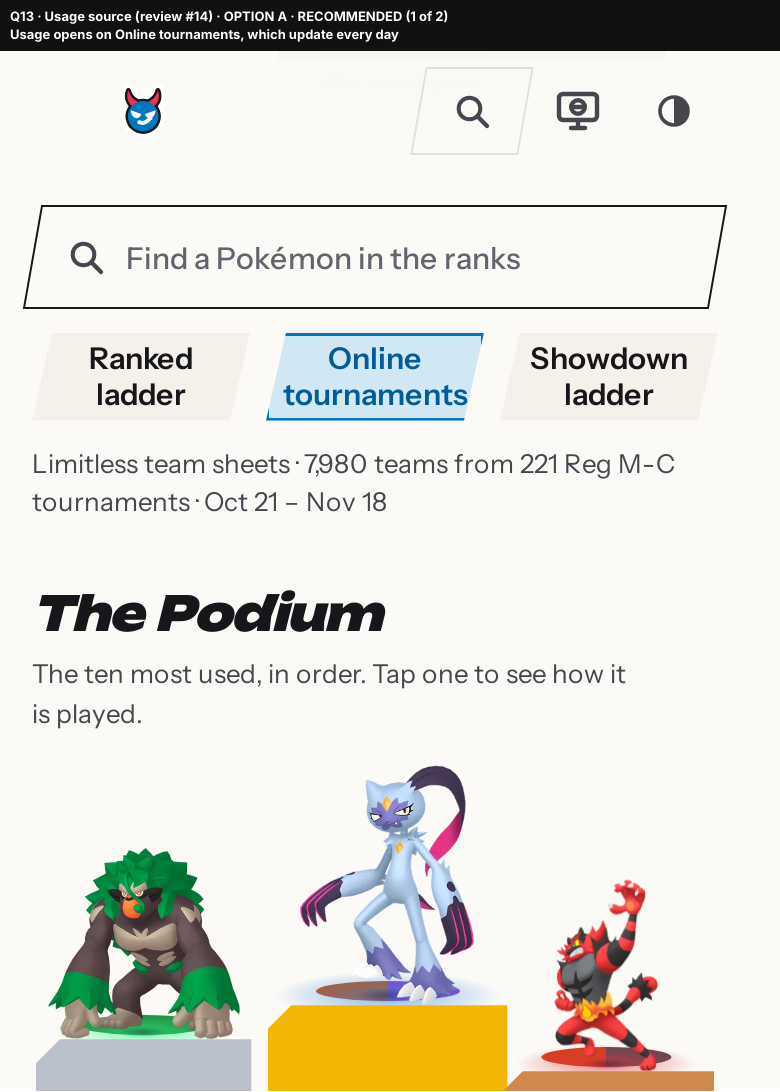 Q13 · Usage source (review #14) · OPTION A · RECOMMENDED (1 of 2)
Usage opens on Online tournaments, which update every day
Find a Pokémon in the ranks
Ranked
ladder
Online
tournaments
Showdown
ladder
Limitless team sheets · 7,980 teams from 221 Reg M-C
tournaments · Oct 21 – Nov 18
The Podium
The ten most used, in order. Tap one to see how it
is played.